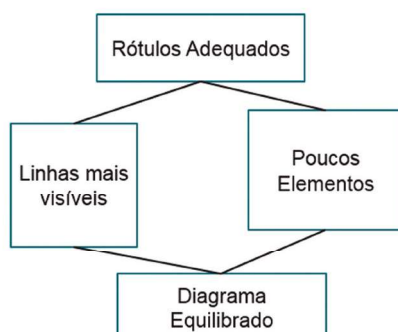 Rótulos Adequados
Linhas mais
visíveis
Poucos
Elementos
Diagrama
Equilibrado